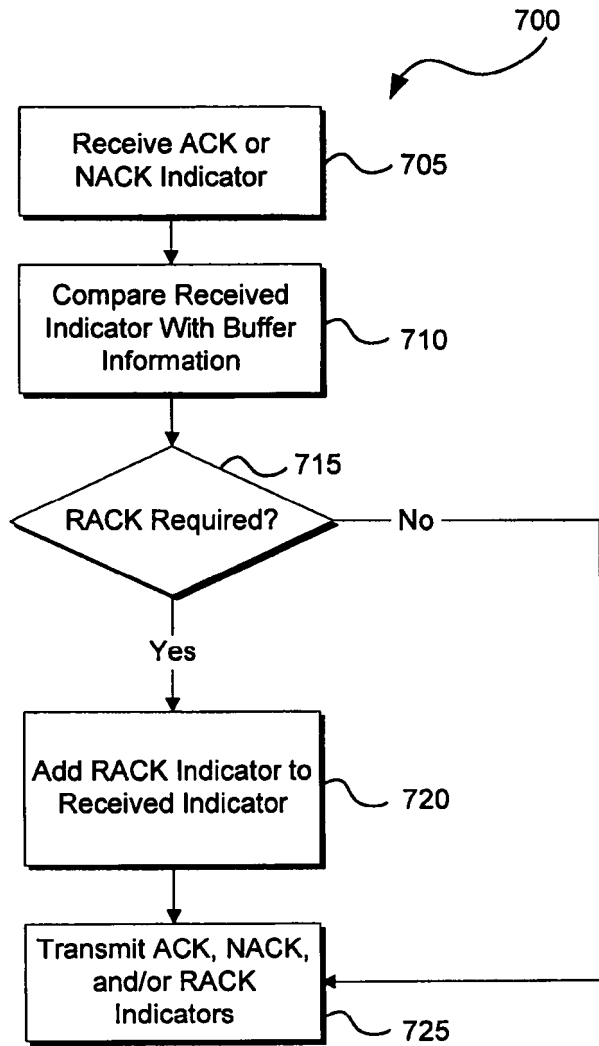 700
Receive ACK or
NACK Indicator
705
Compare Received
Indicator With Buffer
Information
710
715
RACK Required?
No
Yes
Add RACK Indicator to
Received Indicator
720
Transmit ACK, NACK,
and/or RACK
Indicators
725